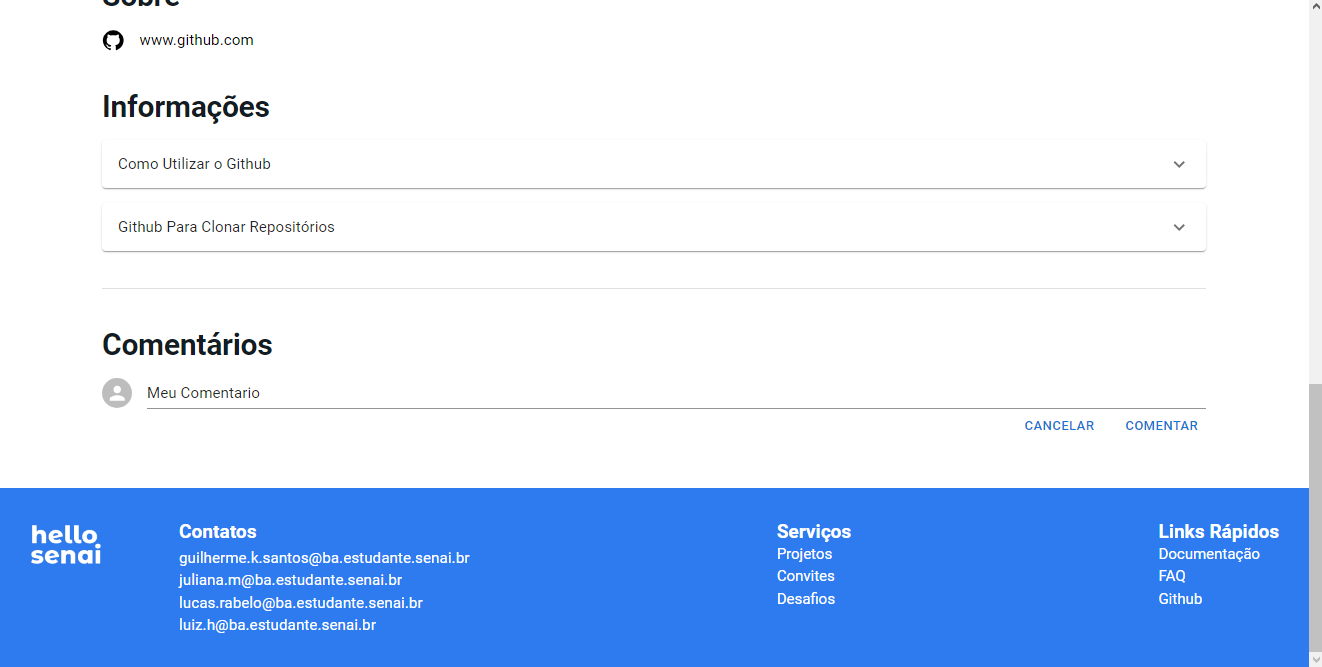 Sobre
www.github.com
Informações
Como Utilizar o Github
Github Para Clonar Repositórios
Comentários
Meu Comentario
CANCELAR COMENTAR
hello
senai
Contatos
guilherme.k.santos@ba.estudante.senai.br
juliana.m@ba.estudante.senai.br
lucas.rabelo@ba.estudante.senai.br
luiz.h@ba.estudante.senai.br
Serviços
Projetos
Convites
Desafios
Links Rápidos
Documentação
FAQ
Github